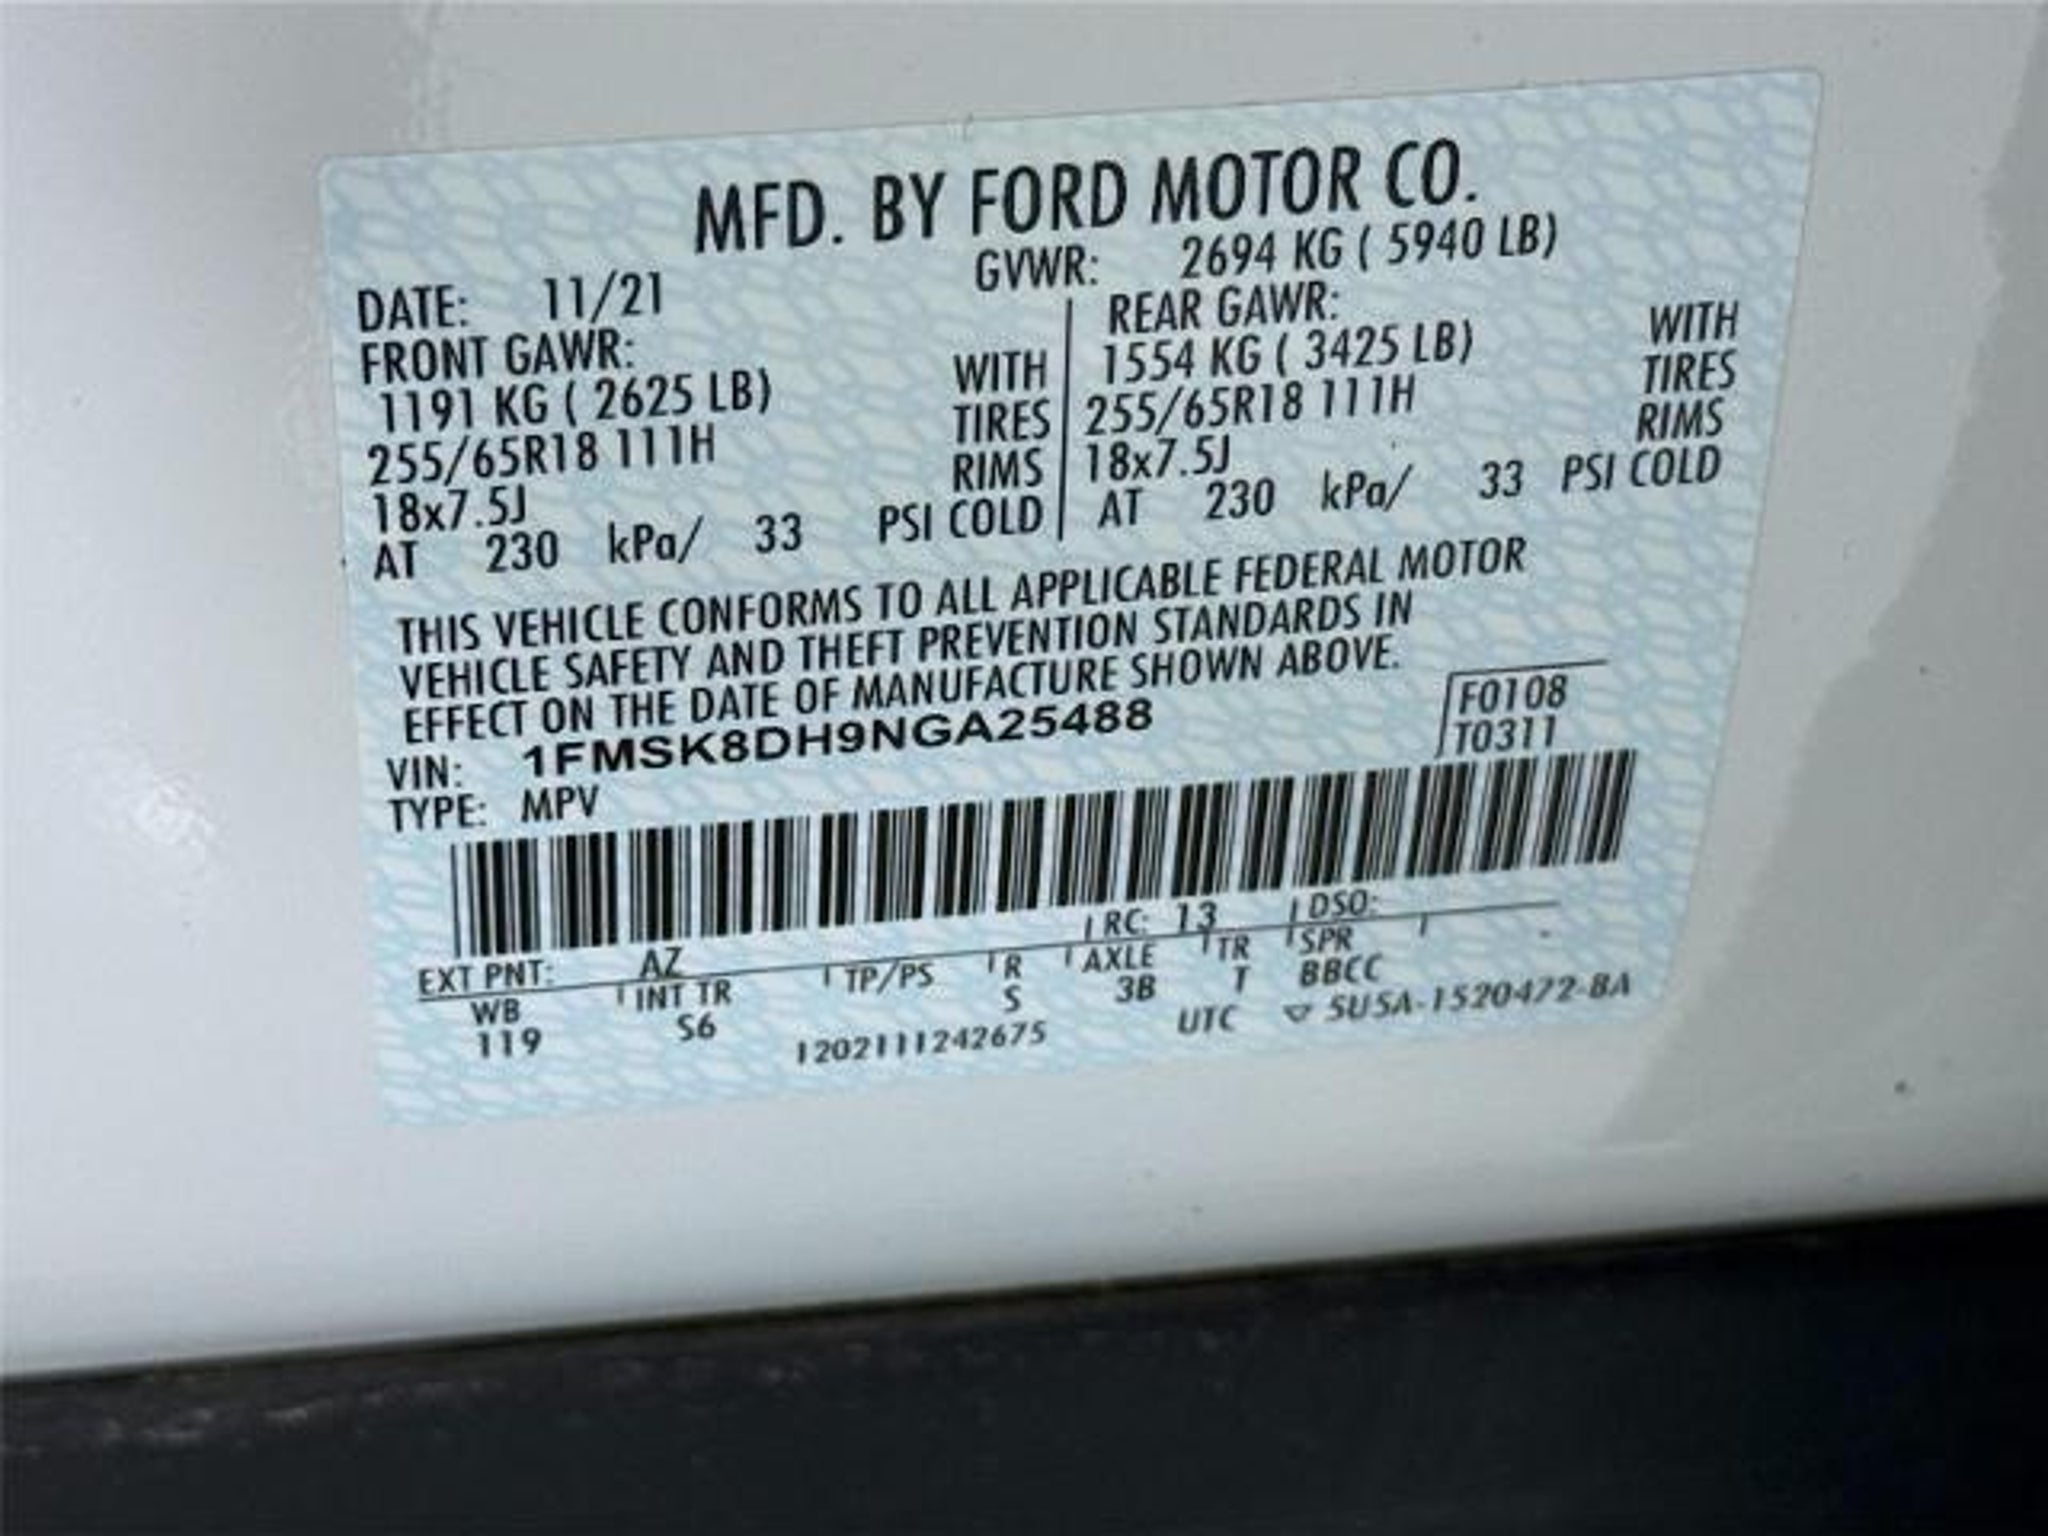 MFD. BY FORD MOTOR CO.
DATE: 11/21 GVWR: 2694 KG ( 5940 LB)
FRONT GAWR: REAR GAWR:
1191 KG ( 2625 LB) WITH 1554 KG ( 3425 LB) WITH
255/65R18 111H TIRES 255/65R18 111H TIRES
18x7.5J RIMS 18x7.5J RIMS
AT 230 kPa/ 33 PSI COLD AT 230 kPa/ 33 PSI COLD
THIS VEHICLE CONFORMS TO ALL APPLICABLE FEDERAL MOTOR
VEHICLE SAFETY AND THEFT PREVENTION STANDARDS IN
EFFECT ON THE DATE OF MANUFACTURE SHOWN ABOVE.
VIN: 1FMSK8DH9NGA25488 F0108
TYPE: MPV T0311
EXT PNT: AZ RC: 13 DSO:
WB INT TR TP/PS R AXLE TR SPR
119 S6 S 3B T BBCC
1202111242675 UTC ▽ 5U5A-1520472-BA